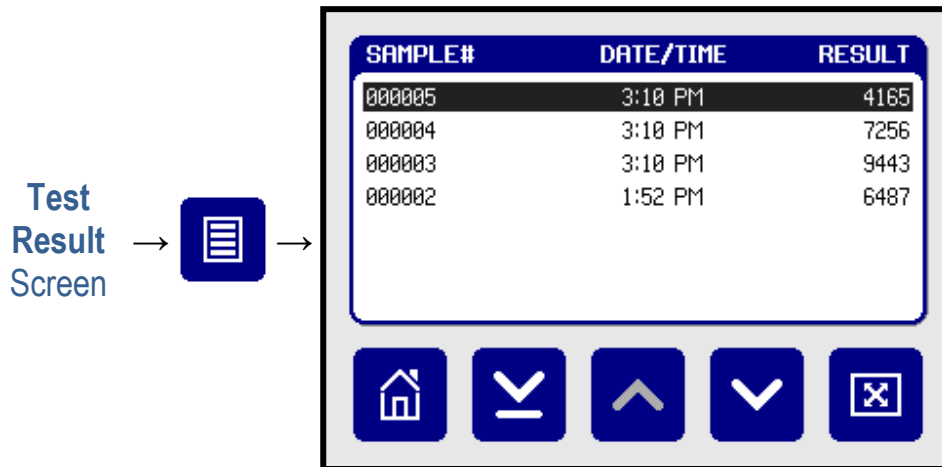 Test
Result
Screen
SAMPLE# DATE/TIME RESULT
000005 3:10 PM 4165
000004 3:10 PM 7256
000003 3:10 PM 9443
000002 1:52 PM 6487